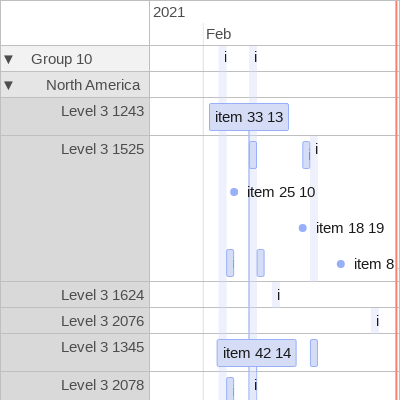 2021
Feb
▼ Group 10 i i
▼ North America
Level 3 1243 item 33 13
Level 3 1525 i
item 25 10
item 18 19
item 8
Level 3 1624 i
Level 3 2076 i
Level 3 1345 item 42 14
Level 3 2078 i